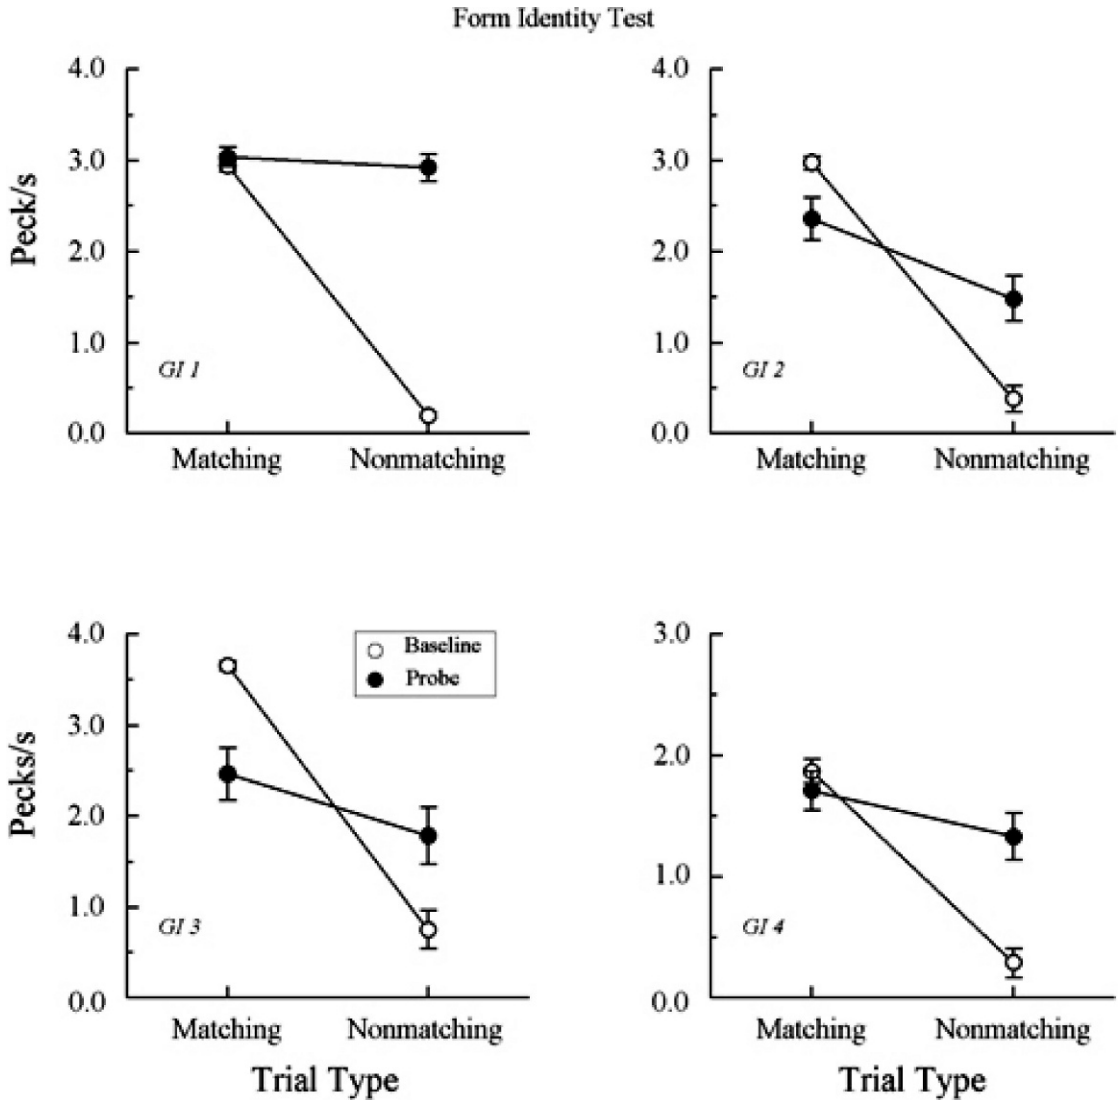 Form Identity Test
Peck/s
4.0
3.0
2.0
1.0
0.0
GI 1
Matching Nonmatching
4.0
3.0
2.0
1.0
0.0
GI 2
Matching Nonmatching
Pecks/s
4.0
3.0
2.0
1.0
0.0
Baseline
Probe
GI 3
Matching Nonmatching
Trial Type
3.0
2.0
1.0
0.0
GI 4
Matching Nonmatching
Trial Type